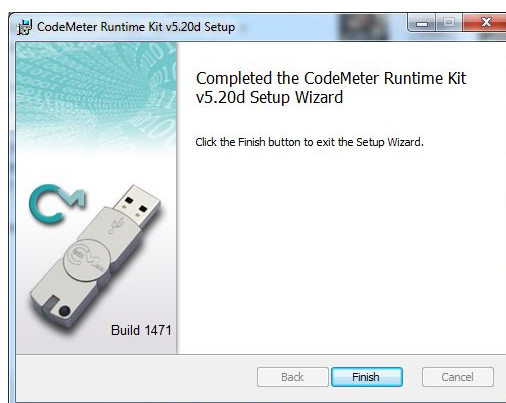 CodeMeter Runtime Kit v5.20d Setup
Completed the CodeMeter Runtime Kit
v5.20d Setup Wizard
Click the Finish button to exit the Setup Wizard.
Build 1471
Back
Finish
Cancel